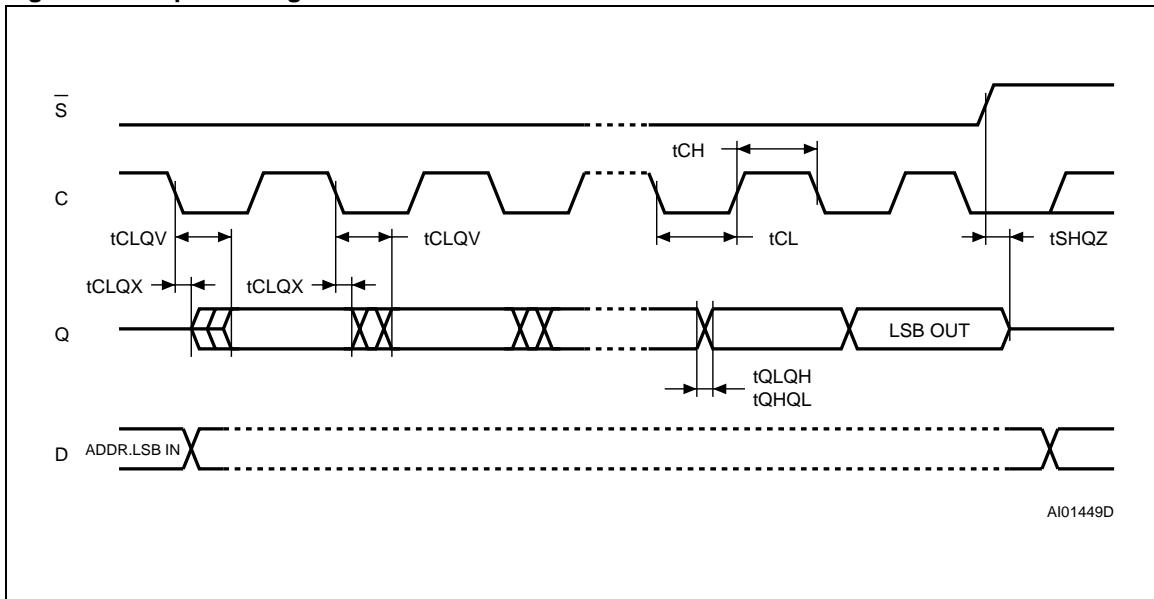 S
tCH
C
tCLQV
tCLQV
tCL
tSHQZ
tCLQX
tCLQX
Q
LSB OUT
tQLQH
tQHQL
D
ADDR.LSB IN
AI01449D